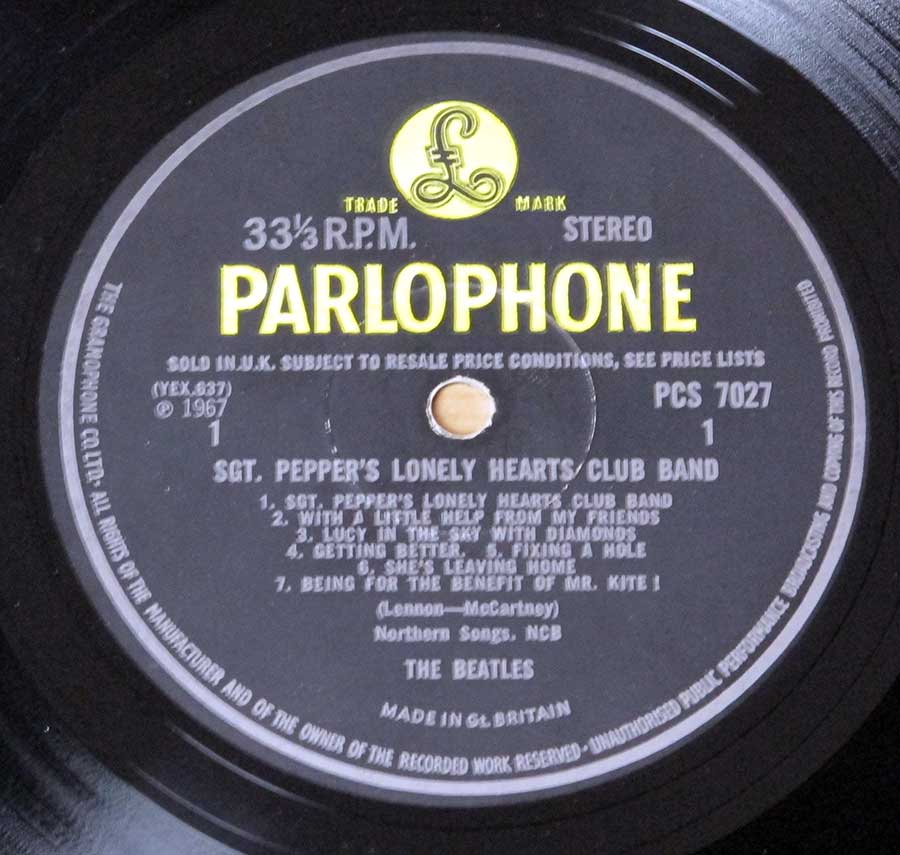 £
TRADE MARK
33⅓ R.P.M. STEREO
PARLOPHONE
SOLD IN U.K. SUBJECT TO RESALE PRICE CONDITIONS, SEE PRICE LISTS
(YEX.637) PCS 7027
℗ 1967
1 1
SGT. PEPPER'S LONELY HEARTS CLUB BAND
1. SGT. PEPPER'S LONELY HEARTS CLUB BAND
2. WITH A LITTLE HELP FROM MY FRIENDS
3. LUCY IN THE SKY WITH DIAMONDS
4. GETTING BETTER. 5. FIXING A HOLE
6. SHE'S LEAVING HOME
7. BEING FOR THE BENEFIT OF MR. KITE!
(Lennon—McCartney)
Northern Songs. NCB
THE BEATLES
MADE IN Gt. BRITAIN
THE GRAMOPHONE CO. LTD. · ALL RIGHTS OF THE MANUFACTURER AND OF THE OWNER OF THE RECORDED WORK RESERVED · UNAUTHORISED PUBLIC PERFORMANCE BROADCASTING AND COPYING OF THIS RECORD PROHIBITED